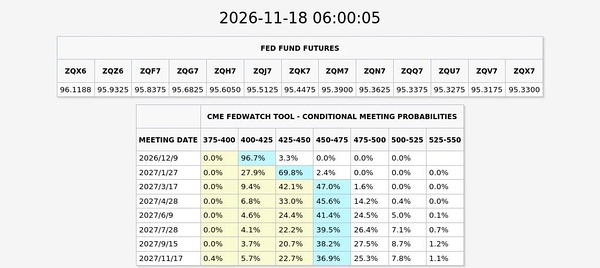 2026-11-18 06:00:05
FED FUND FUTURES
ZQX6 ZQZ6 ZQF7 ZQG7 ZQH7 ZQJ7 ZQK7 ZQM7 ZQN7 ZQQ7 ZQU7 ZQV7 ZQX7
96.1188 95.9325 95.8375 95.6825 95.6050 95.5125 95.4475 95.3900 95.3625 95.3375 95.3275 95.3175 95.3300
CME FEDWATCH TOOL - CONDITIONAL MEETING PROBABILITIES
MEETING DATE 375-400 400-425 425-450 450-475 475-500 500-525 525-550
2026/12/9 0.0% 96.7% 3.3% 0.0% 0.0% 0.0%
2027/1/27 0.0% 27.9% 69.8% 2.4% 0.0% 0.0% 0.0%
2027/3/17 0.0% 9.4% 42.1% 47.0% 1.6% 0.0% 0.0%
2027/4/28 0.0% 6.8% 33.0% 45.6% 14.2% 0.4% 0.0%
2027/6/9 0.0% 4.6% 24.4% 41.4% 24.5% 5.0% 0.1%
2027/7/28 0.0% 4.1% 22.2% 39.5% 26.4% 7.1% 0.7%
2027/9/15 0.0% 3.7% 20.7% 38.2% 27.5% 8.7% 1.2%
2027/11/17 0.4% 5.7% 22.7% 36.9% 25.3% 7.8% 1.1%